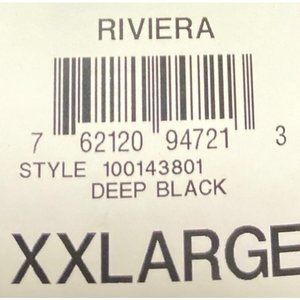 RIVIERA
7 62120 94721 3
STYLE 100143801
DEEP BLACK
XXLARGE